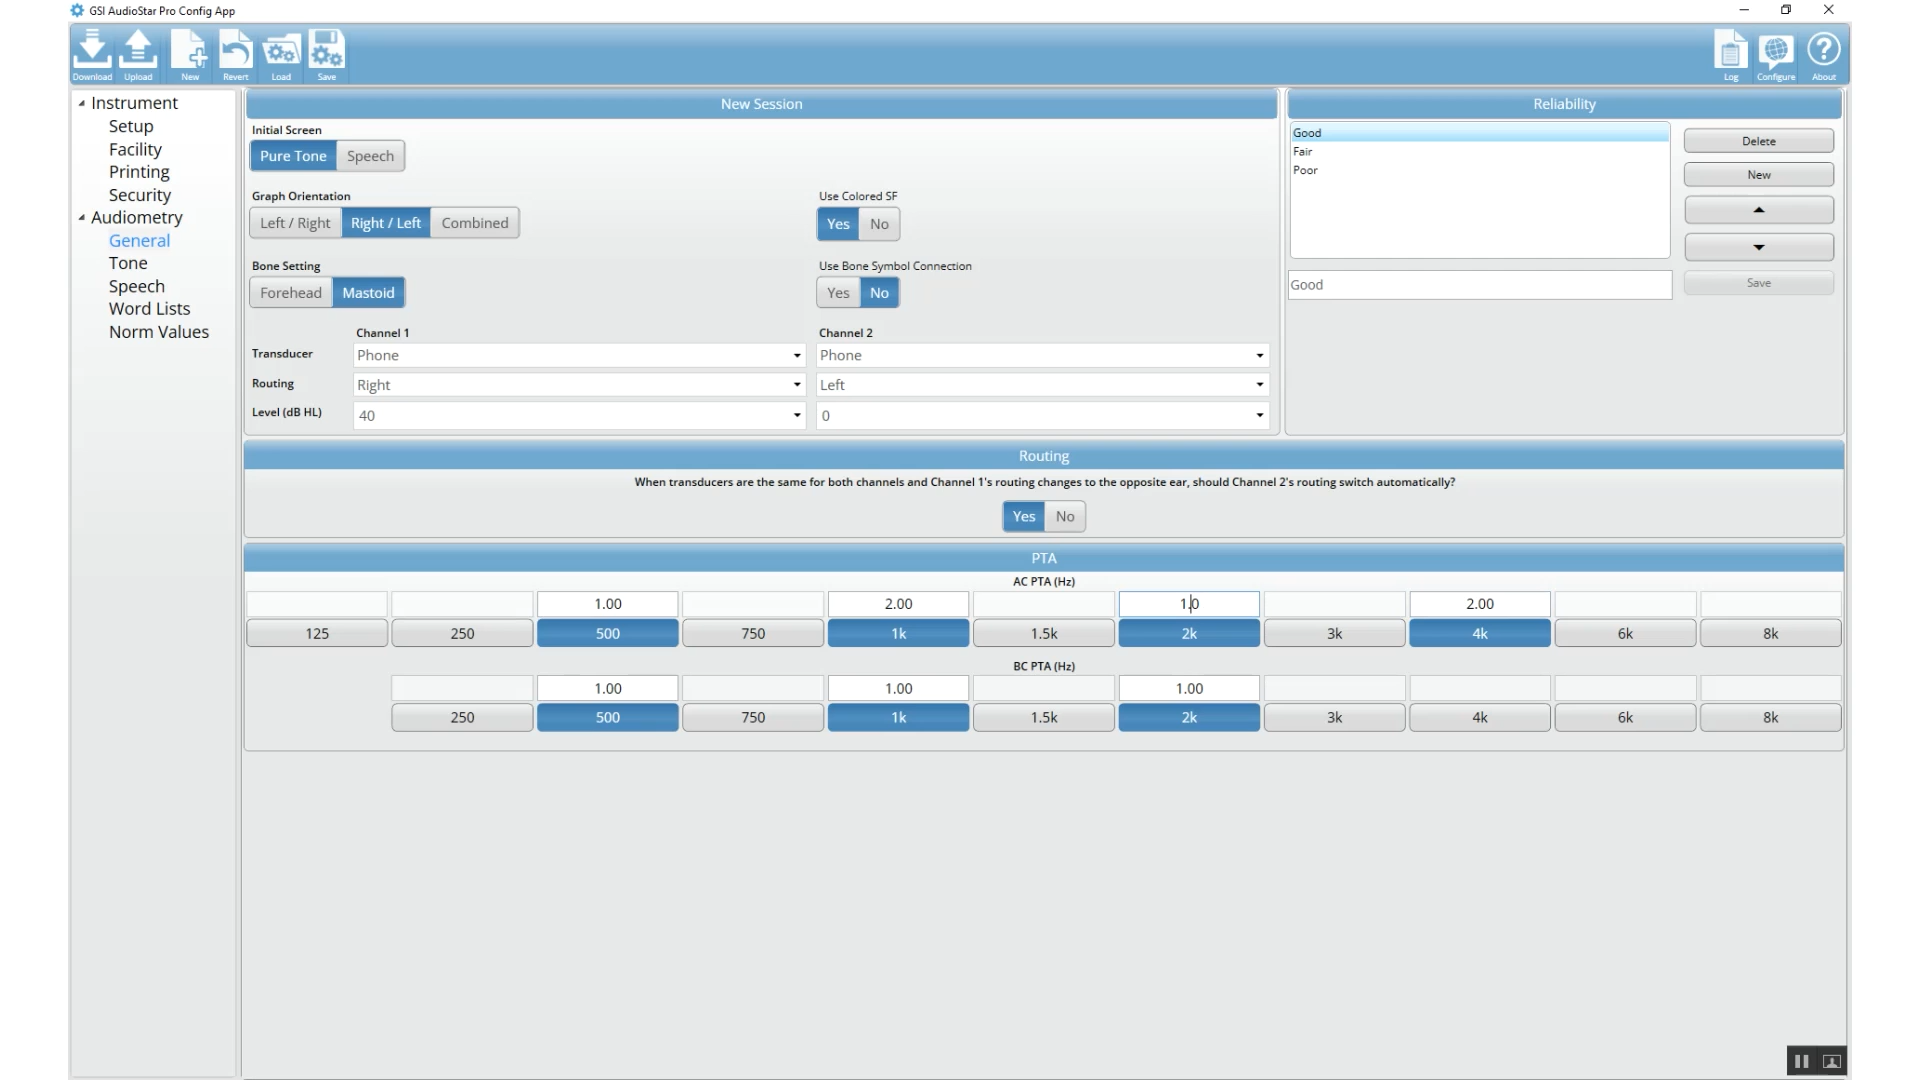 GSI AudioStar Pro Config App
Download Upload New Revert Load Save Log Configure About
Instrument
Setup
Facility
Printing
Security
Audiometry
General
Tone
Speech
Word Lists
Norm Values
New Session
Initial Screen
Pure Tone Speech
Graph Orientation
Left / Right Right / Left Combined
Use Colored SF
Yes No
Bone Setting
Forehead Mastoid
Use Bone Symbol Connection
Yes No
Channel 1 Channel 2
Transducer Phone Phone
Routing Right Left
Level (dB HL) 40 0
Reliability
Good
Fair
Poor
Good
Delete
New
Save
Routing
When transducers are the same for both channels and Channel 1's routing changes to the opposite ear, should Channel 2's routing switch automatically?
Yes No
PTA
AC PTA (Hz)
1.00 2.00 1.0 2.00
125 250 500 750 1k 1.5k 2k 3k 4k 6k 8k
BC PTA (Hz)
1.00 1.00 1.00
250 500 750 1k 1.5k 2k 3k 4k 6k 8k